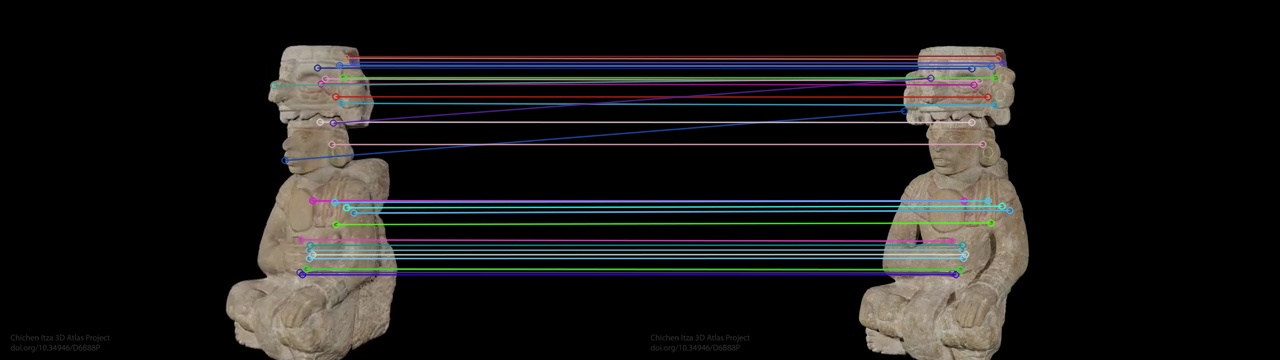 Chichen Itza 3D Atlas Project
doi.org/10.34946/D6B88P
Chichen Itza 3D Atlas Project
doi.org/10.34946/D6B88P